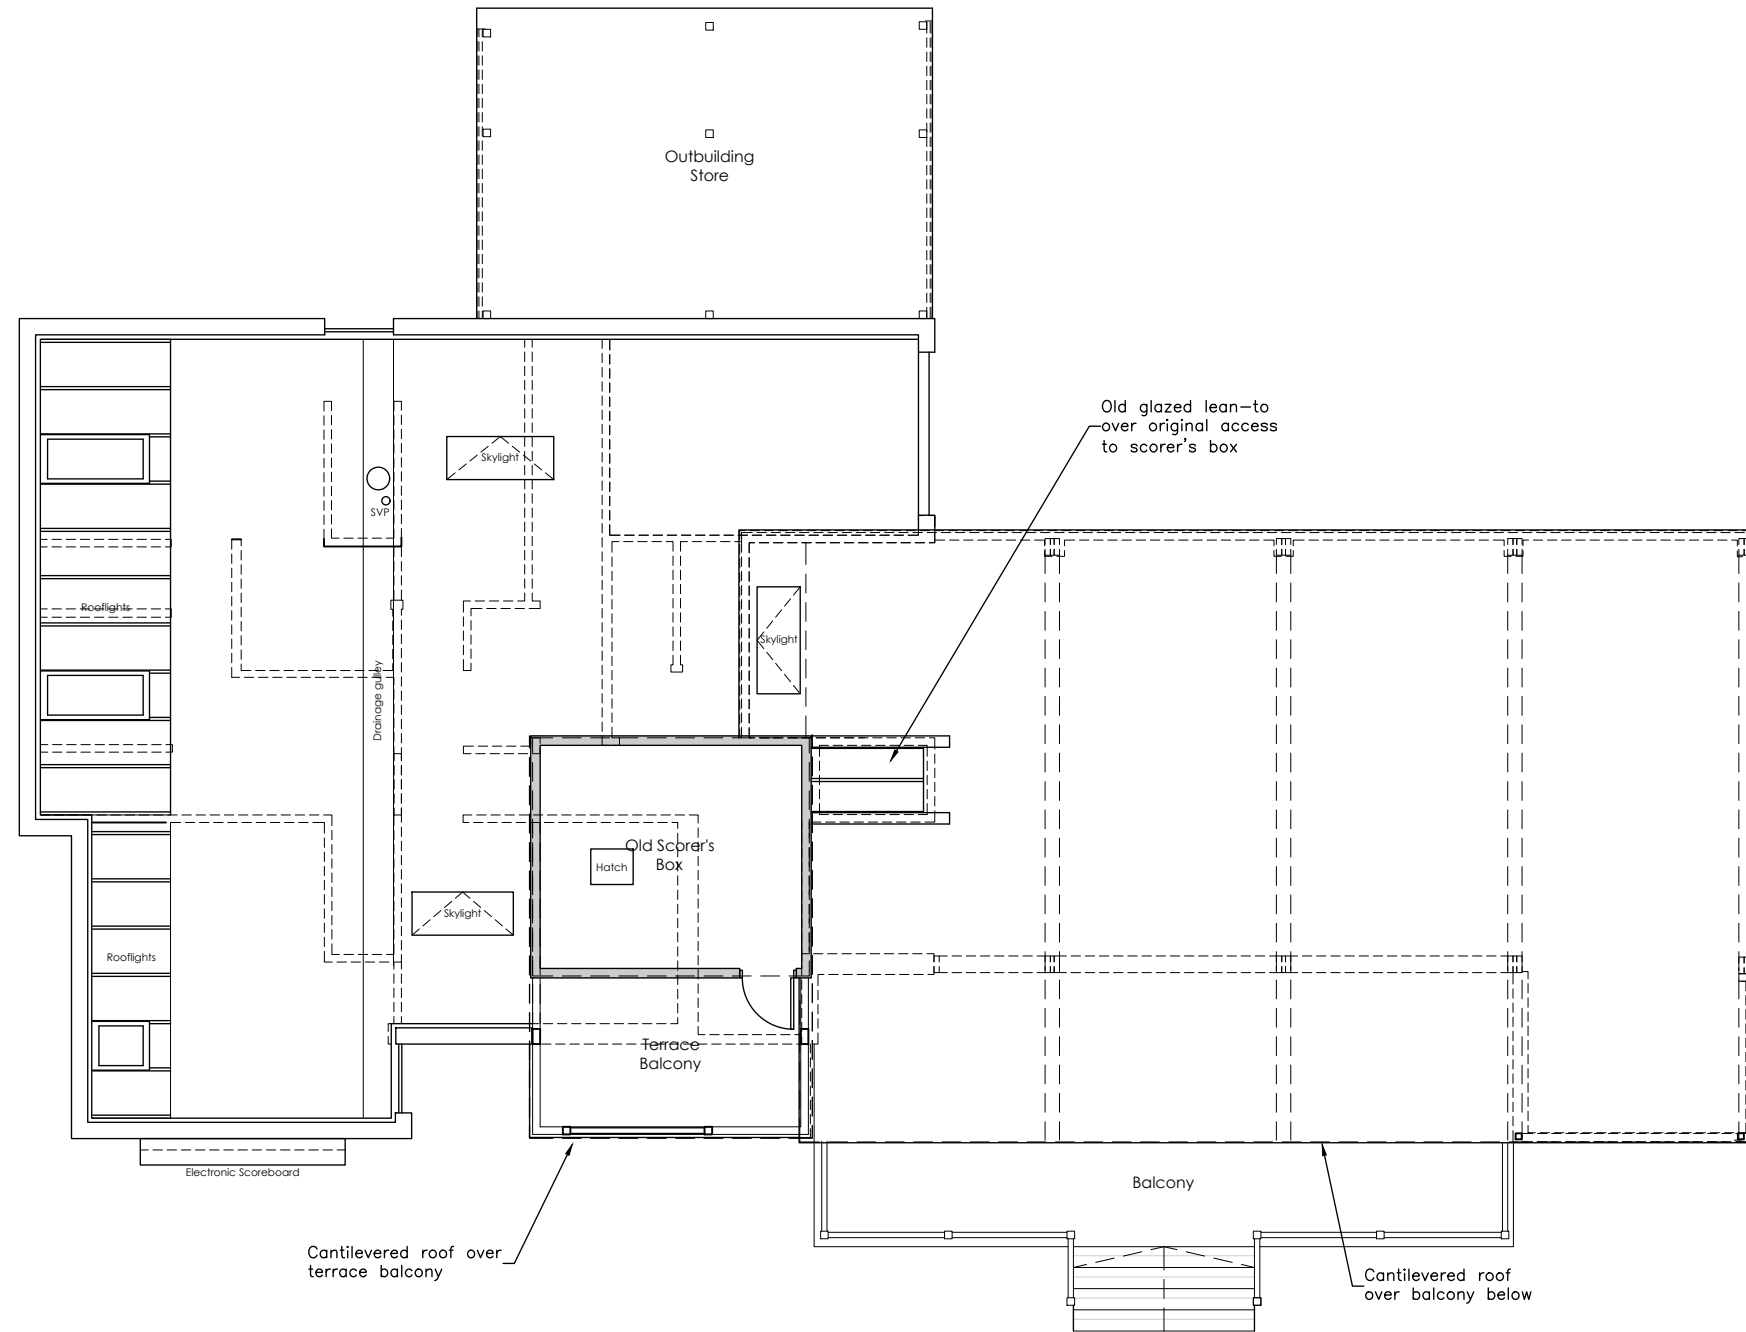 Outbuilding
Store
Old glazed lean-to
over original access
to scorer's box
Skylight
SVP
Rooflights
Skylight
Drainage gulley
Old Scorer's
Box
Hatch
Skylight
Rooflights
Terrace
Balcony
Electronic Scoreboard
Balcony
Cantilevered roof over
terrace balcony
Cantilevered roof
over balcony below